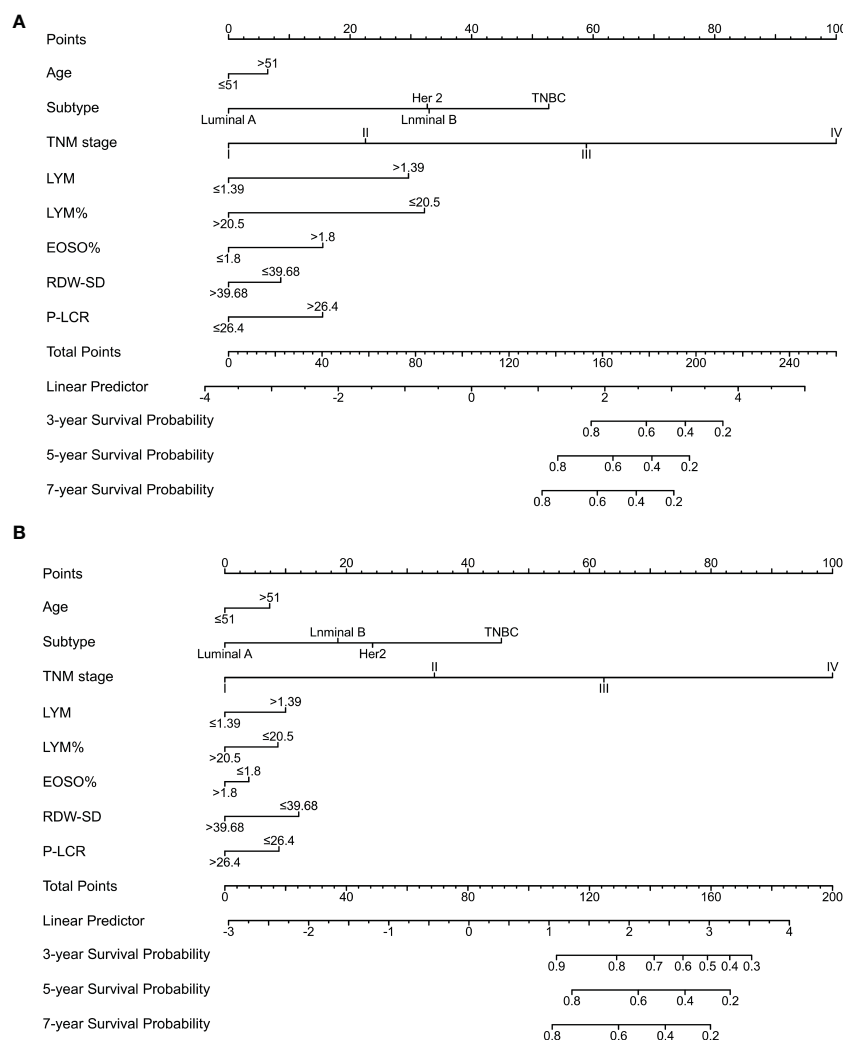 A
0 20 40 60 80 100
Points
>51
Age
≤51
Her 2 TNBC
Subtype
Luminal A Lnminal B
II IV
TNM stage
I III
>1.39
LYM
≤1.39
≤20.5
LYM%
>20.5
>1.8
EOSO%
≤1.8
≤39.68
RDW-SD
>39.68
>26.4
P-LCR
≤26.4
Total Points
0 40 80 120 160 200 240
Linear Predictor
-4 -2 0 2 4
3-year Survival Probability
0.8 0.6 0.4 0.2
5-year Survival Probability
0.8 0.6 0.4 0.2
7-year Survival Probability
0.8 0.6 0.4 0.2
B
0 20 40 60 80 100
Points
>51
Age
≤51
Lnminal B TNBC
Subtype
Luminal A Her2
II IV
TNM stage
I III
>1.39
LYM
≤1.39
≤20.5
LYM%
>20.5
≤1.8
EOSO%
>1.8
≤39.68
RDW-SD
>39.68
≤26.4
P-LCR
>26.4
Total Points
0 40 80 120 160 200
Linear Predictor
-3 -2 -1 0 1 2 3 4
3-year Survival Probability
0.9 0.8 0.7 0.6 0.5 0.4 0.3
5-year Survival Probability
0.8 0.6 0.4 0.2
7-year Survival Probability
0.8 0.6 0.4 0.2